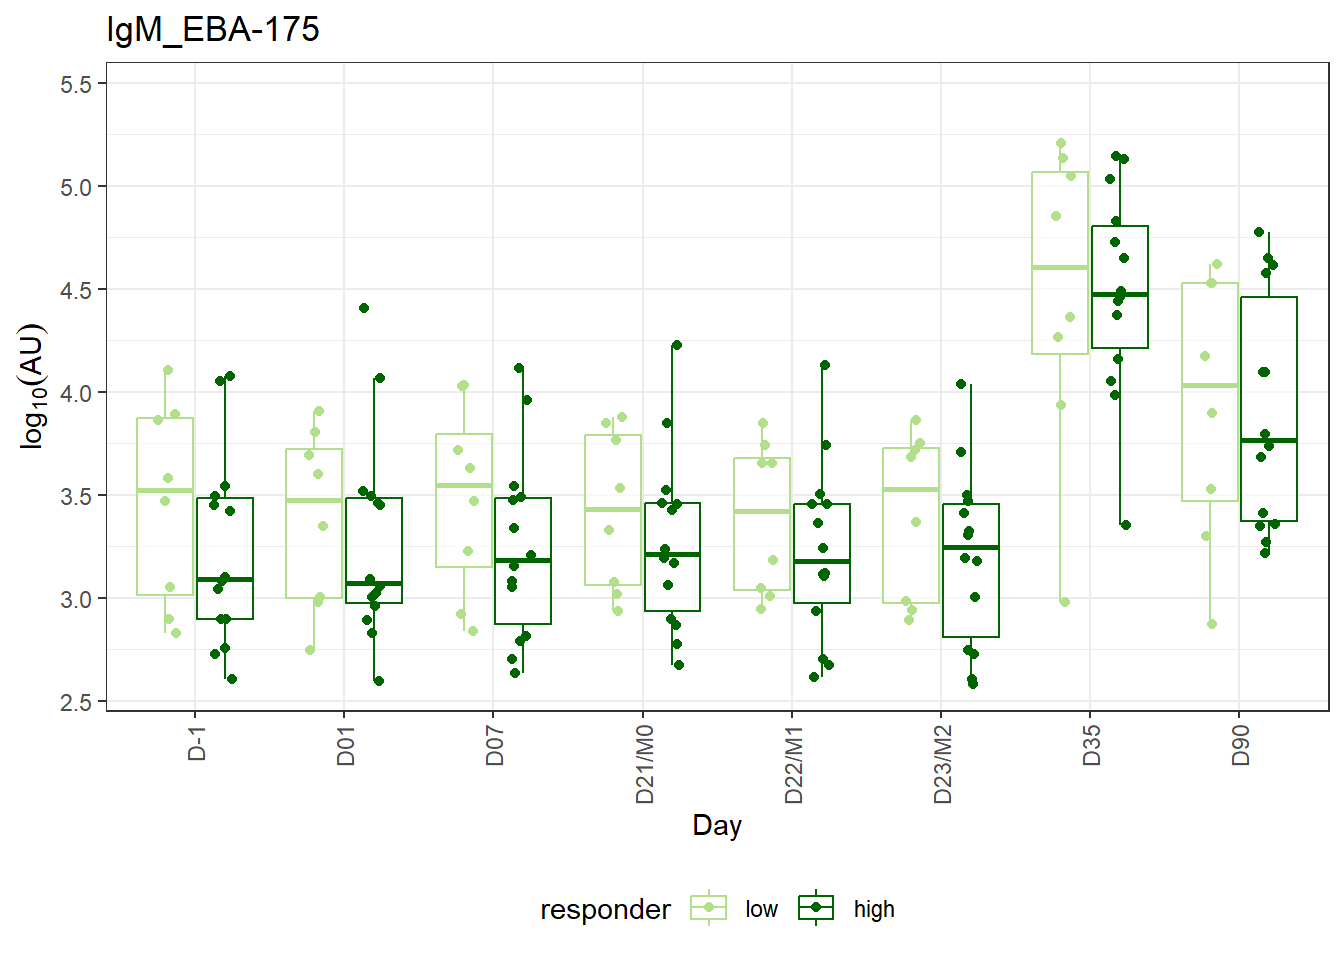 IgM_EBA-175
5.5
5.0
4.5
4.0
3.5
3.0
2.5
log10(AU)
D-1
D01
D07
D21/M0
D22/M1
D23/M2
D35
D90
Day
responder low high